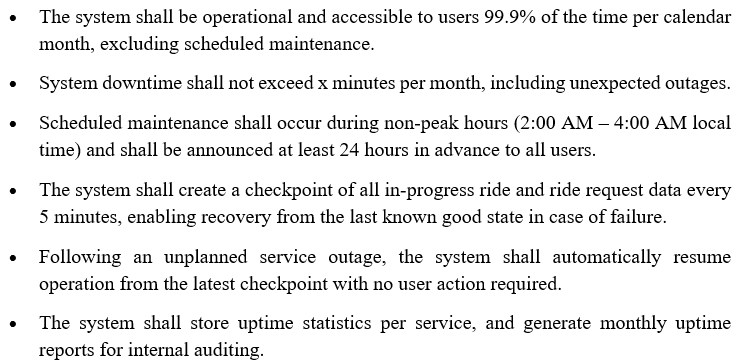 • The system shall be operational and accessible to users 99.9% of the time per calendar
month, excluding scheduled maintenance.
• System downtime shall not exceed x minutes per month, including unexpected outages.
• Scheduled maintenance shall occur during non-peak hours (2:00 AM – 4:00 AM local
time) and shall be announced at least 24 hours in advance to all users.
• The system shall create a checkpoint of all in-progress ride and ride request data every
5 minutes, enabling recovery from the last known good state in case of failure.
• Following an unplanned service outage, the system shall automatically resume
operation from the latest checkpoint with no user action required.
• The system shall store uptime statistics per service, and generate monthly uptime
reports for internal auditing.